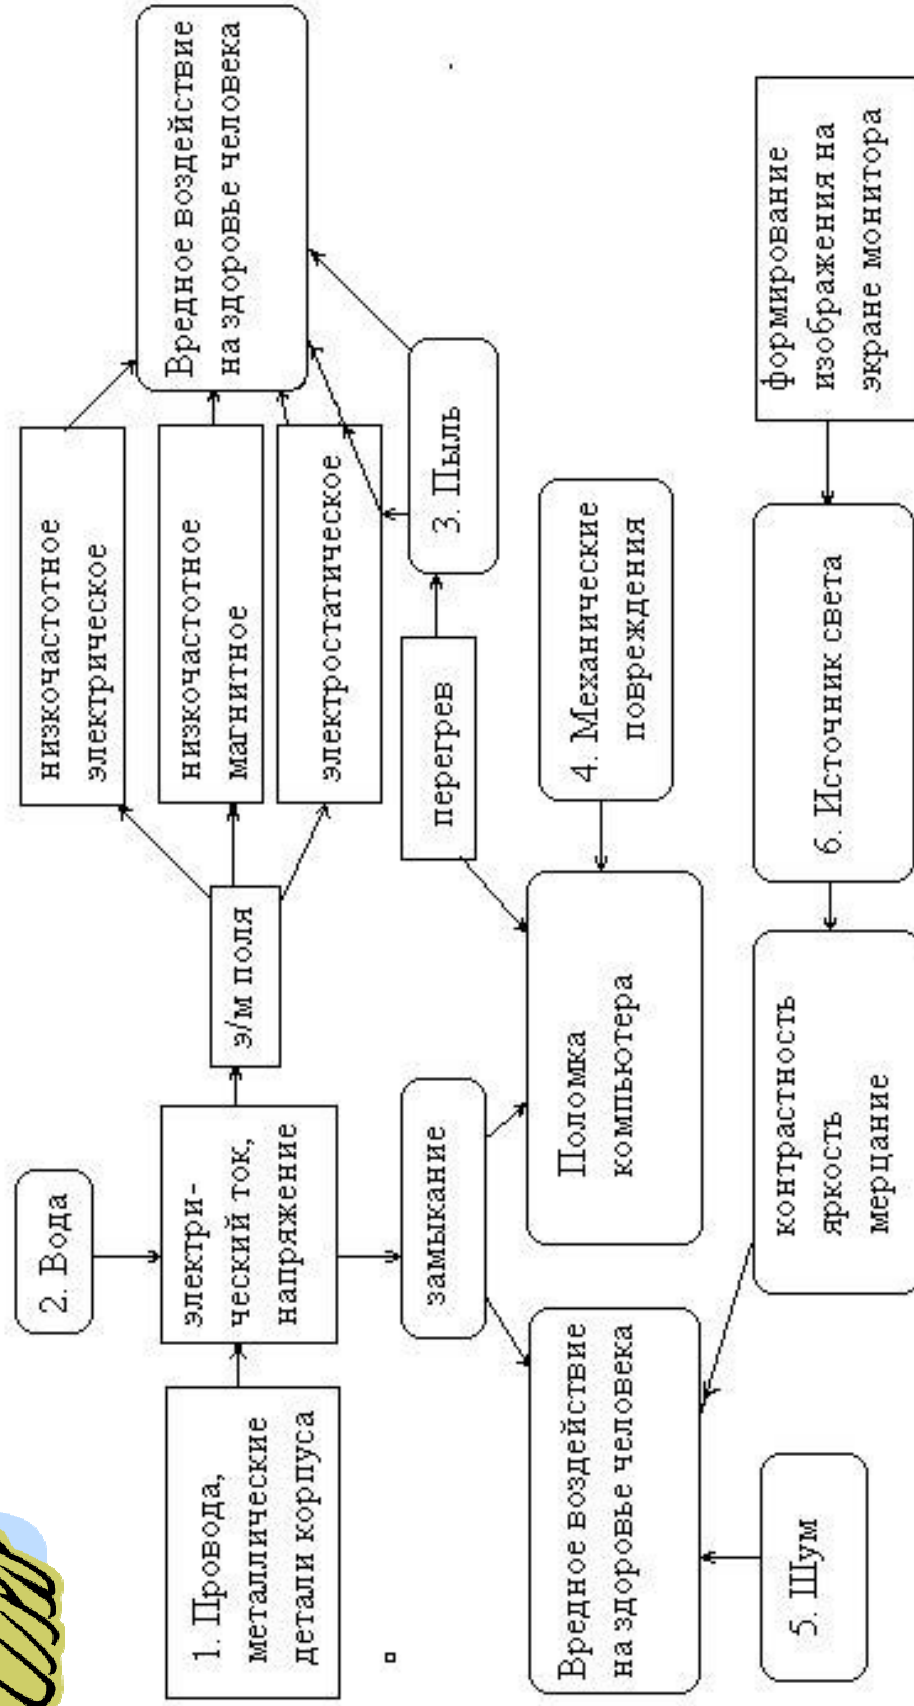 2. Вода
1. Провода,
металлические
детали корпуса
электри-
ческий ток,
напряжение
э/м поля
низкочастотное
электрическое
низкочастотное
магнитное
электростатическое
Вредное воздействие
на здоровье человека
замыкание
перегрев
3. Пыль
Вредное воздействие
на здоровье человека
Поломка
компьютера
4. Механические
повреждения
5. Шум
контрастность
яркость
мерцание
6. Источник света
формирование
изображения на
экране монитора